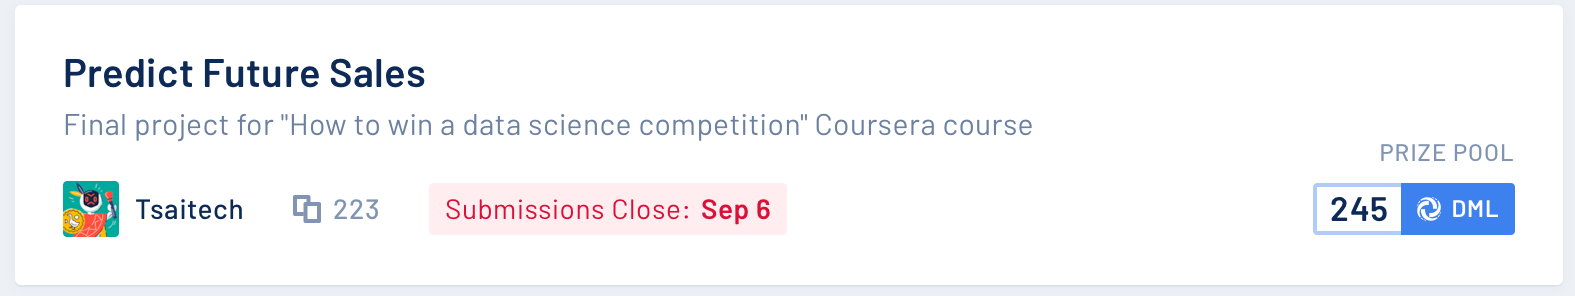 Predict Future Sales
Final project for "How to win a data science competition" Coursera course
PRIZE POOL
Tsaitech 223 Submissions Close: Sep 6 245 DML